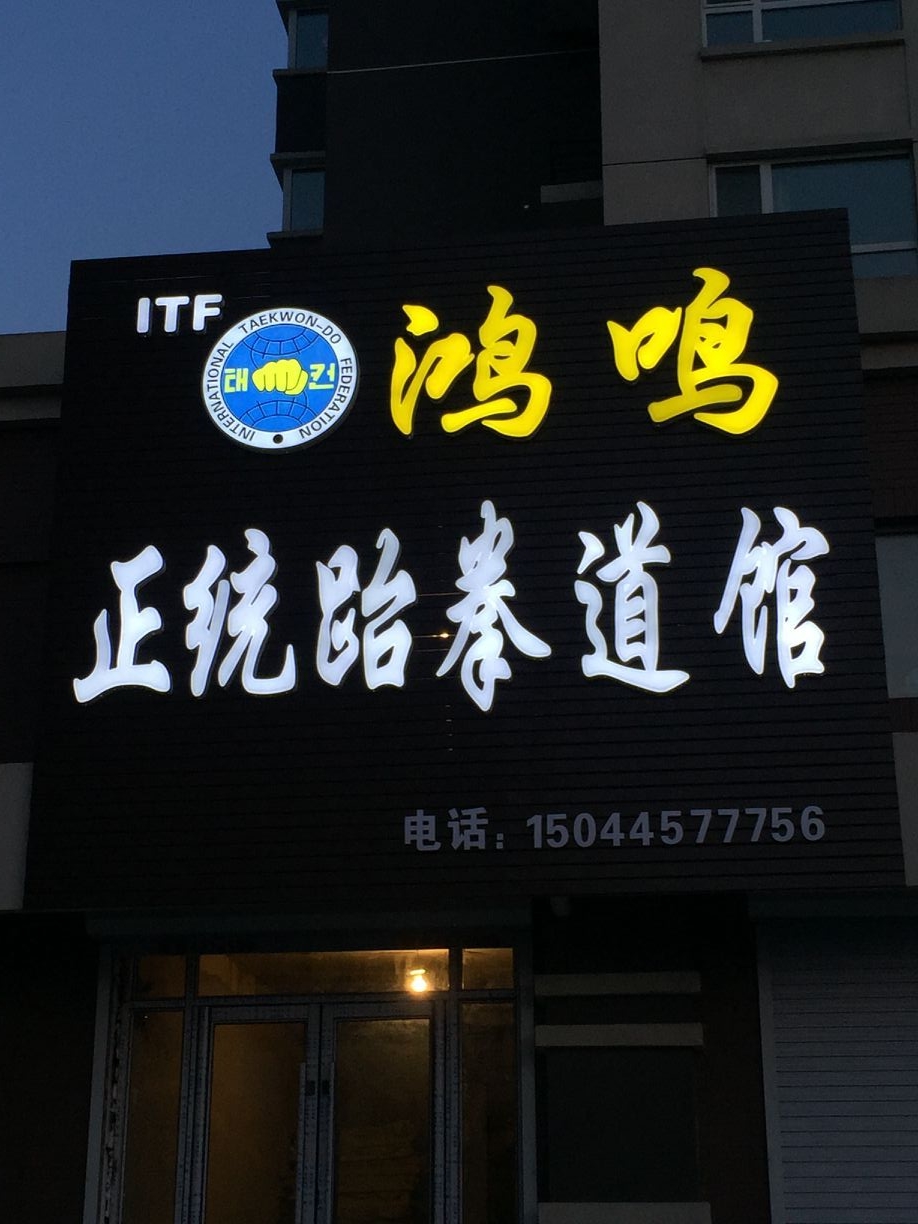 ITF
INTERNATIONAL TAEKWON-DO FEDERATION
태 권
鸿鸣
正统跆拳道馆
电话: 15044577756